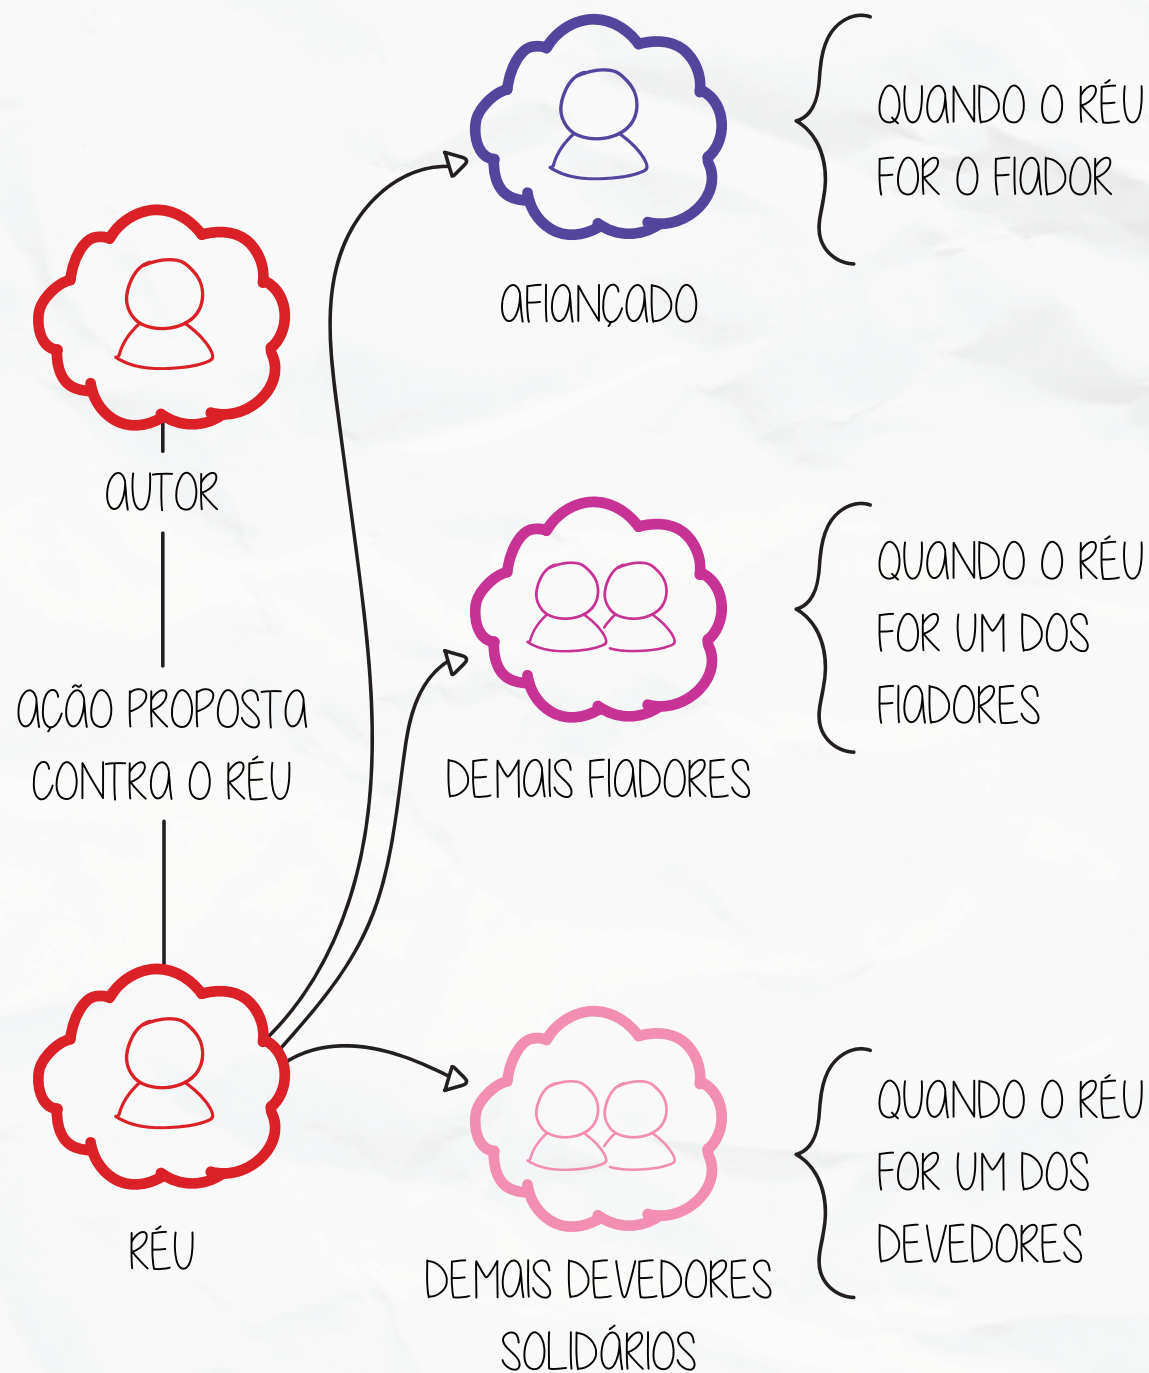 QUANDO O RÉU
FOR O FIADOR
AFIANÇADO
AUTOR
QUANDO O RÉU
FOR UM DOS
FIADORES
AÇÃO PROPOSTA
CONTRA O RÉU
DEMAIS FIADORES
QUANDO O RÉU
FOR UM DOS
DEVEDORES
RÉU
DEMAIS DEVEDORES
SOLIDÁRIOS